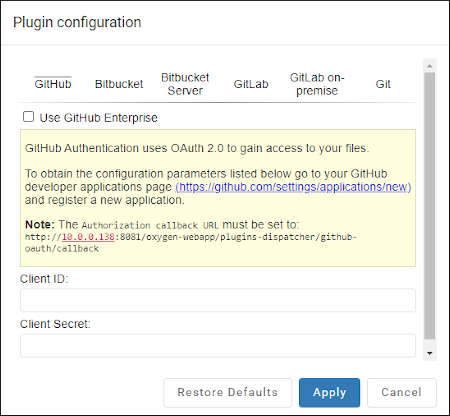 Plugin configuration
GitHub
Bitbucket
Bitbucket
Server
GitLab
GitLab on-
premise
Git
Use GitHub Enterprise
GitHub Authentication uses OAuth 2.0 to gain access to your files.
To obtain the configuration parameters listed below go to your GitHub
developer applications page (https://github.com/settings/applications/new)
and register a new application.
Note: The Authorization callback URL must be set to:
http://10.0.0.138:8081/oxygen-webapp/plugins-dispatcher/github-
oauth/callback
Client ID:
Client Secret:
Restore Defaults
Apply
Cancel